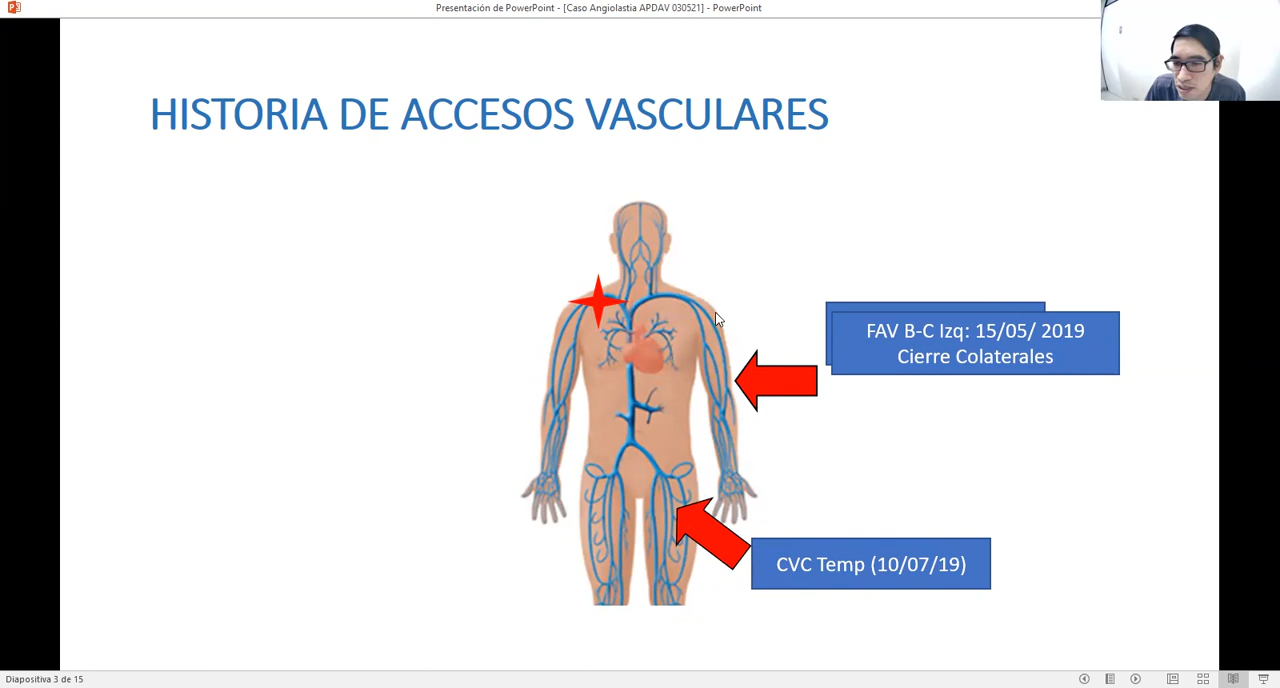 Presentación de PowerPoint - [Caso Angiolastia APDAV 030521] - PowerPoint
HISTORIA DE ACCESOS VASCULARES
FAV B-C Izq: 15/05/ 2019
Cierre Colaterales
CVC Temp (10/07/19)
Diapositiva 3 de 15